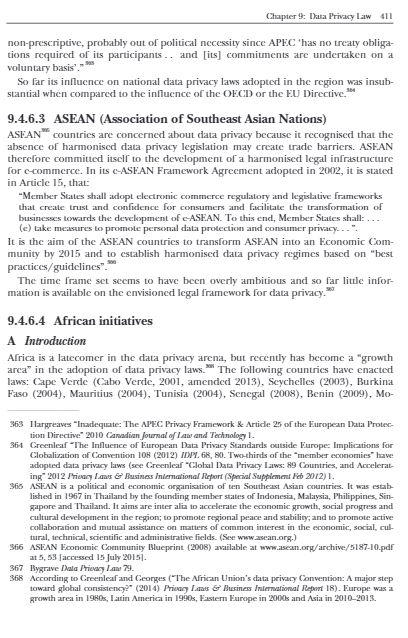 Chapter 9: Data Privacy Law 411
non-prescriptive, probably out of political necessity since APEC ‘has no treaty obliga-
tions required of its participants . . and [its] commitments are undertaken on a
voluntary basis’.” 363
So far its influence on national data privacy laws adopted in the region was insub-
stantial when compared to the influence of the OECD or the EU Directive.364
9.4.6.3 ASEAN (Association of Southeast Asian Nations)
ASEAN365 countries are concerned about data privacy because it recognised that the
absence of harmonised data privacy legislation may create trade barriers. ASEAN
therefore committed itself to the development of a harmonised legal infrastructure
for e-commerce. In its e-ASEAN Framework Agreement adopted in 2002, it is stated
in Article 15, that:
“Member States shall adopt electronic commerce regulatory and legislative frameworks
that create trust and confidence for consumers and facilitate the transformation of
businesses towards the development of e-ASEAN. To this end, Member States shall: . . .
(e) take measures to promote personal data protection and consumer privacy. . . ”.
It is the aim of the ASEAN countries to transform ASEAN into an Economic Com-
munity by 2015 and to establish harmonised data privacy regimes based on “best
practices/guidelines”.366
The time frame set seems to have been overly ambitious and so far little infor-
mation is available on the envisioned legal framework for data privacy.367
9.4.6.4 African initiatives
A Introduction
Africa is a latecomer in the data privacy arena, but recently has become a “growth
area” in the adoption of data privacy laws.368 The following countries have enacted
laws: Cape Verde (Cabo Verde, 2001, amended 2013), Seychelles (2003), Burkina
Faso (2004), Mauritius (2004), Tunisia (2004), Senegal (2008), Benin (2009), Mo-
363 Hargreaves “Inadequate: The APEC Privacy Framework & Article 25 of the European Data Protec-
tion Directive” 2010 Canadian Journal of Law and Technology 1.
364 Greenleaf “The Influence of European Data Privacy Standards outside Europe: Implications for
Globalization of Convention 108 (2012) IDPL 68, 80. Two-thirds of the “member economies” have
adopted data privacy laws (see Greenleaf “Global Data Privacy Laws: 89 Countries, and Accelerat-
ing” 2012 Privacy Laws & Business International Report (Special Supplement Feb 2012) 1.
365 ASEAN is a political and economic organisation of ten Southeast Asian countries. It was estab-
lished in 1967 in Thailand by the founding member states of Indonesia, Malaysia, Philippines, Sin-
gapore and Thailand. It aims are inter alia to accelerate the economic growth, social progress and
cultural development in the region; to promote regional peace and stability; and to promote active
collaboration and mutual assistance on matters of common interest in the economic, social, cul-
tural, technical, scientific and administrative fields. (See www.asean.org.)
366 ASEAN Economic Community Blueprint (2008) available at www.asean.org/archive/5187-10.pdf
at 5, 53 [accessed 15 July 2015].
367 Bygrave Data Privacy Law 79.
368 According to Greenleaf and Georges (“The African Union’s data privacy Convention: A major step
toward global consistency?” (2014) Privacy Laws & Business International Report 18). Europe was a
growth area in 1980s, Latin America in 1990s, Eastern Europe in 2000s and Asia in 2010–2013.